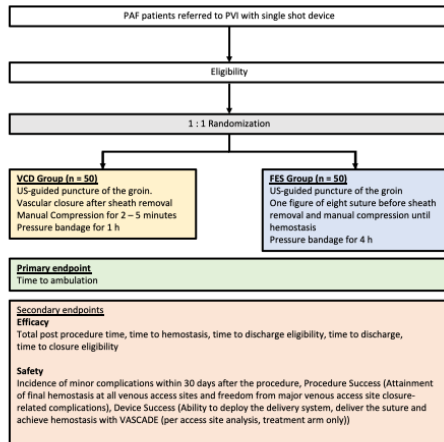 PAF patients referred to PVI with single shot device
Eligibility
1 : 1 Randomization
VCD Group (n = 50)
US-guided puncture of the groin.
Vascular closure after sheath removal
Manual Compression for 2 – 5 minutes
Pressure bandage for 1 h
FES Group (n = 50)
US-guided puncture of the groin
One figure of eight suture before sheath
removal and manual compression until
hemostasis
Pressure bandage for 4 h
Primary endpoint
Time to ambulation
Secondary endpoints
Efficacy
Total post procedure time, time to hemostasis, time to discharge eligibility, time to discharge,
time to closure eligibility
Safety
Incidence of minor complications within 30 days after the procedure, Procedure Success (Attainment
of final hemostasis at all venous access sites and freedom from major venous access site closure-
related complications), Device Success (Ability to deploy the delivery system, deliver the suture and
achieve hemostasis with VASCADE (per access site analysis, treatment arm only))